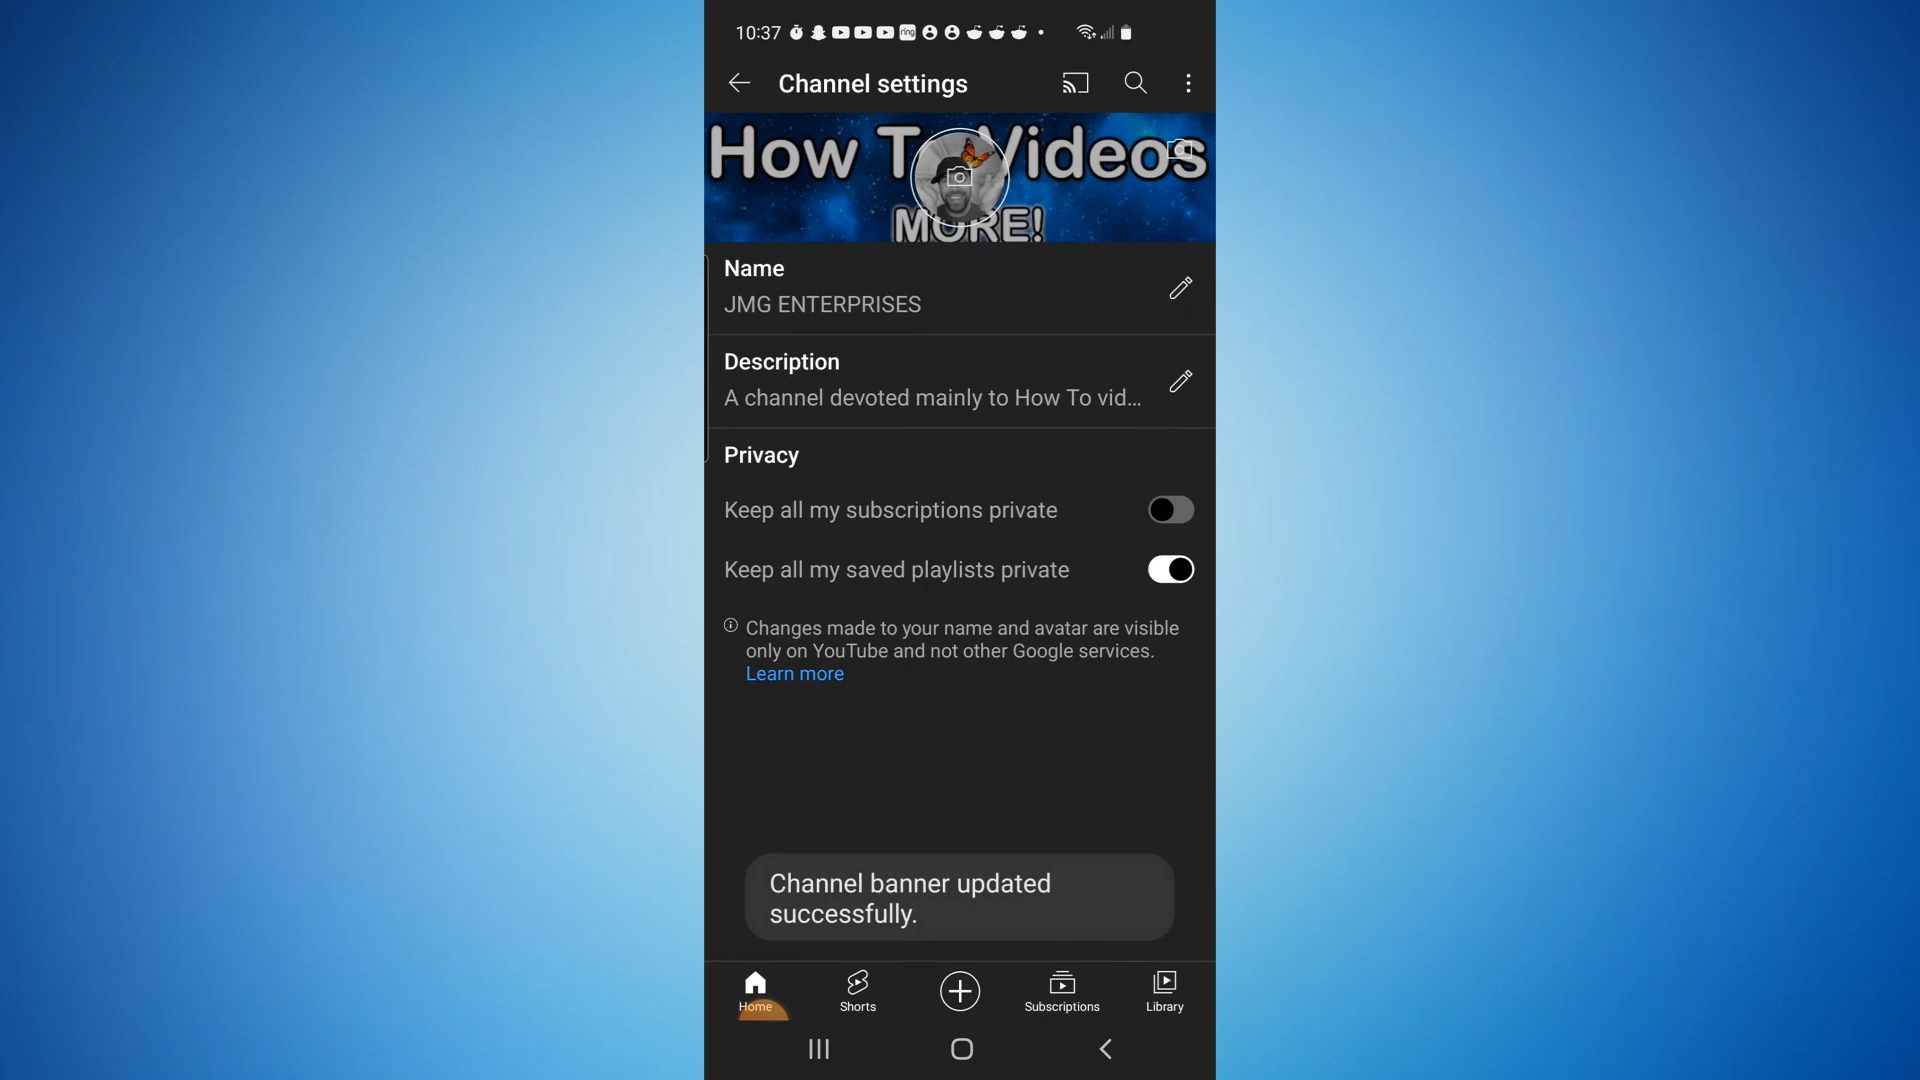 10:37
ring
Channel settings
How To Videos
MORE!
Name
JMG ENTERPRISES
Description
A channel devoted mainly to How To vid...
Privacy
Keep all my subscriptions private
Keep all my saved playlists private
Changes made to your name and avatar are visible
only on YouTube and not other Google services.
Learn more
Channel banner updated
successfully.
Home
Shorts
Subscriptions
Library